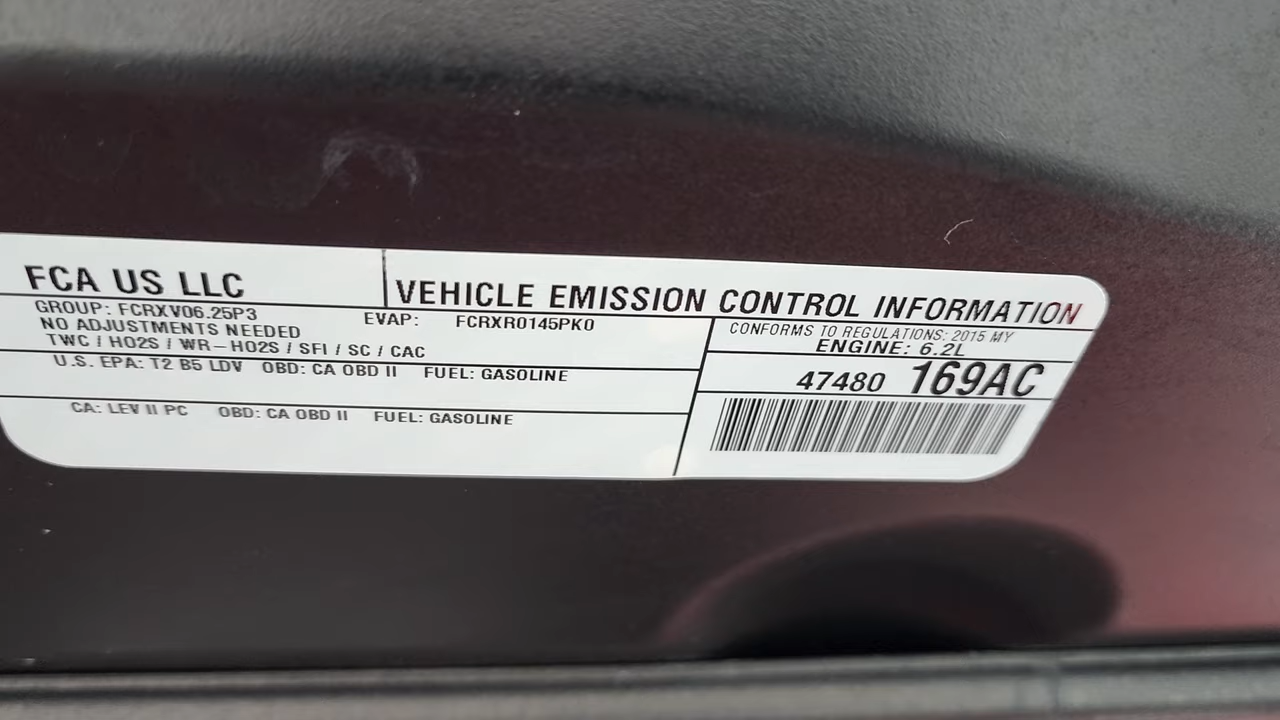 FCA US LLC
VEHICLE EMISSION CONTROL INFORMATION
GROUP: FCRXV06.25P3 EVAP: FCRXR0145PK0
NO ADJUSTMENTS NEEDED
TWC / HO2S / WR-HO2S / SFI / SC / CAC
U.S. EPA: T2 B5 LDV OBD: CA OBD II FUEL: GASOLINE
CA: LEV II PC OBD: CA OBD II FUEL: GASOLINE
CONFORMS TO REGULATIONS: 2015 MY
ENGINE: 6.2L
47480 169AC